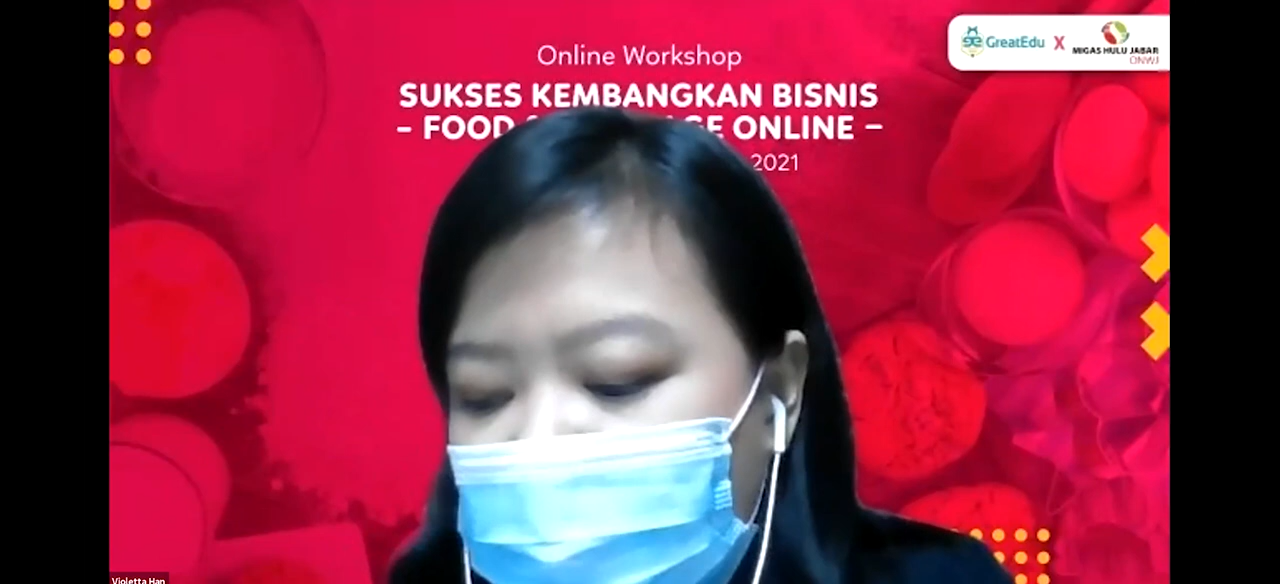 Online Workshop
SUKSES KEMBANGKAN BISNIS
– FOOD GE ONLINE –
2021
GreatEdu X MIGAS HULU JABAR
ONWJ
Violetta Han